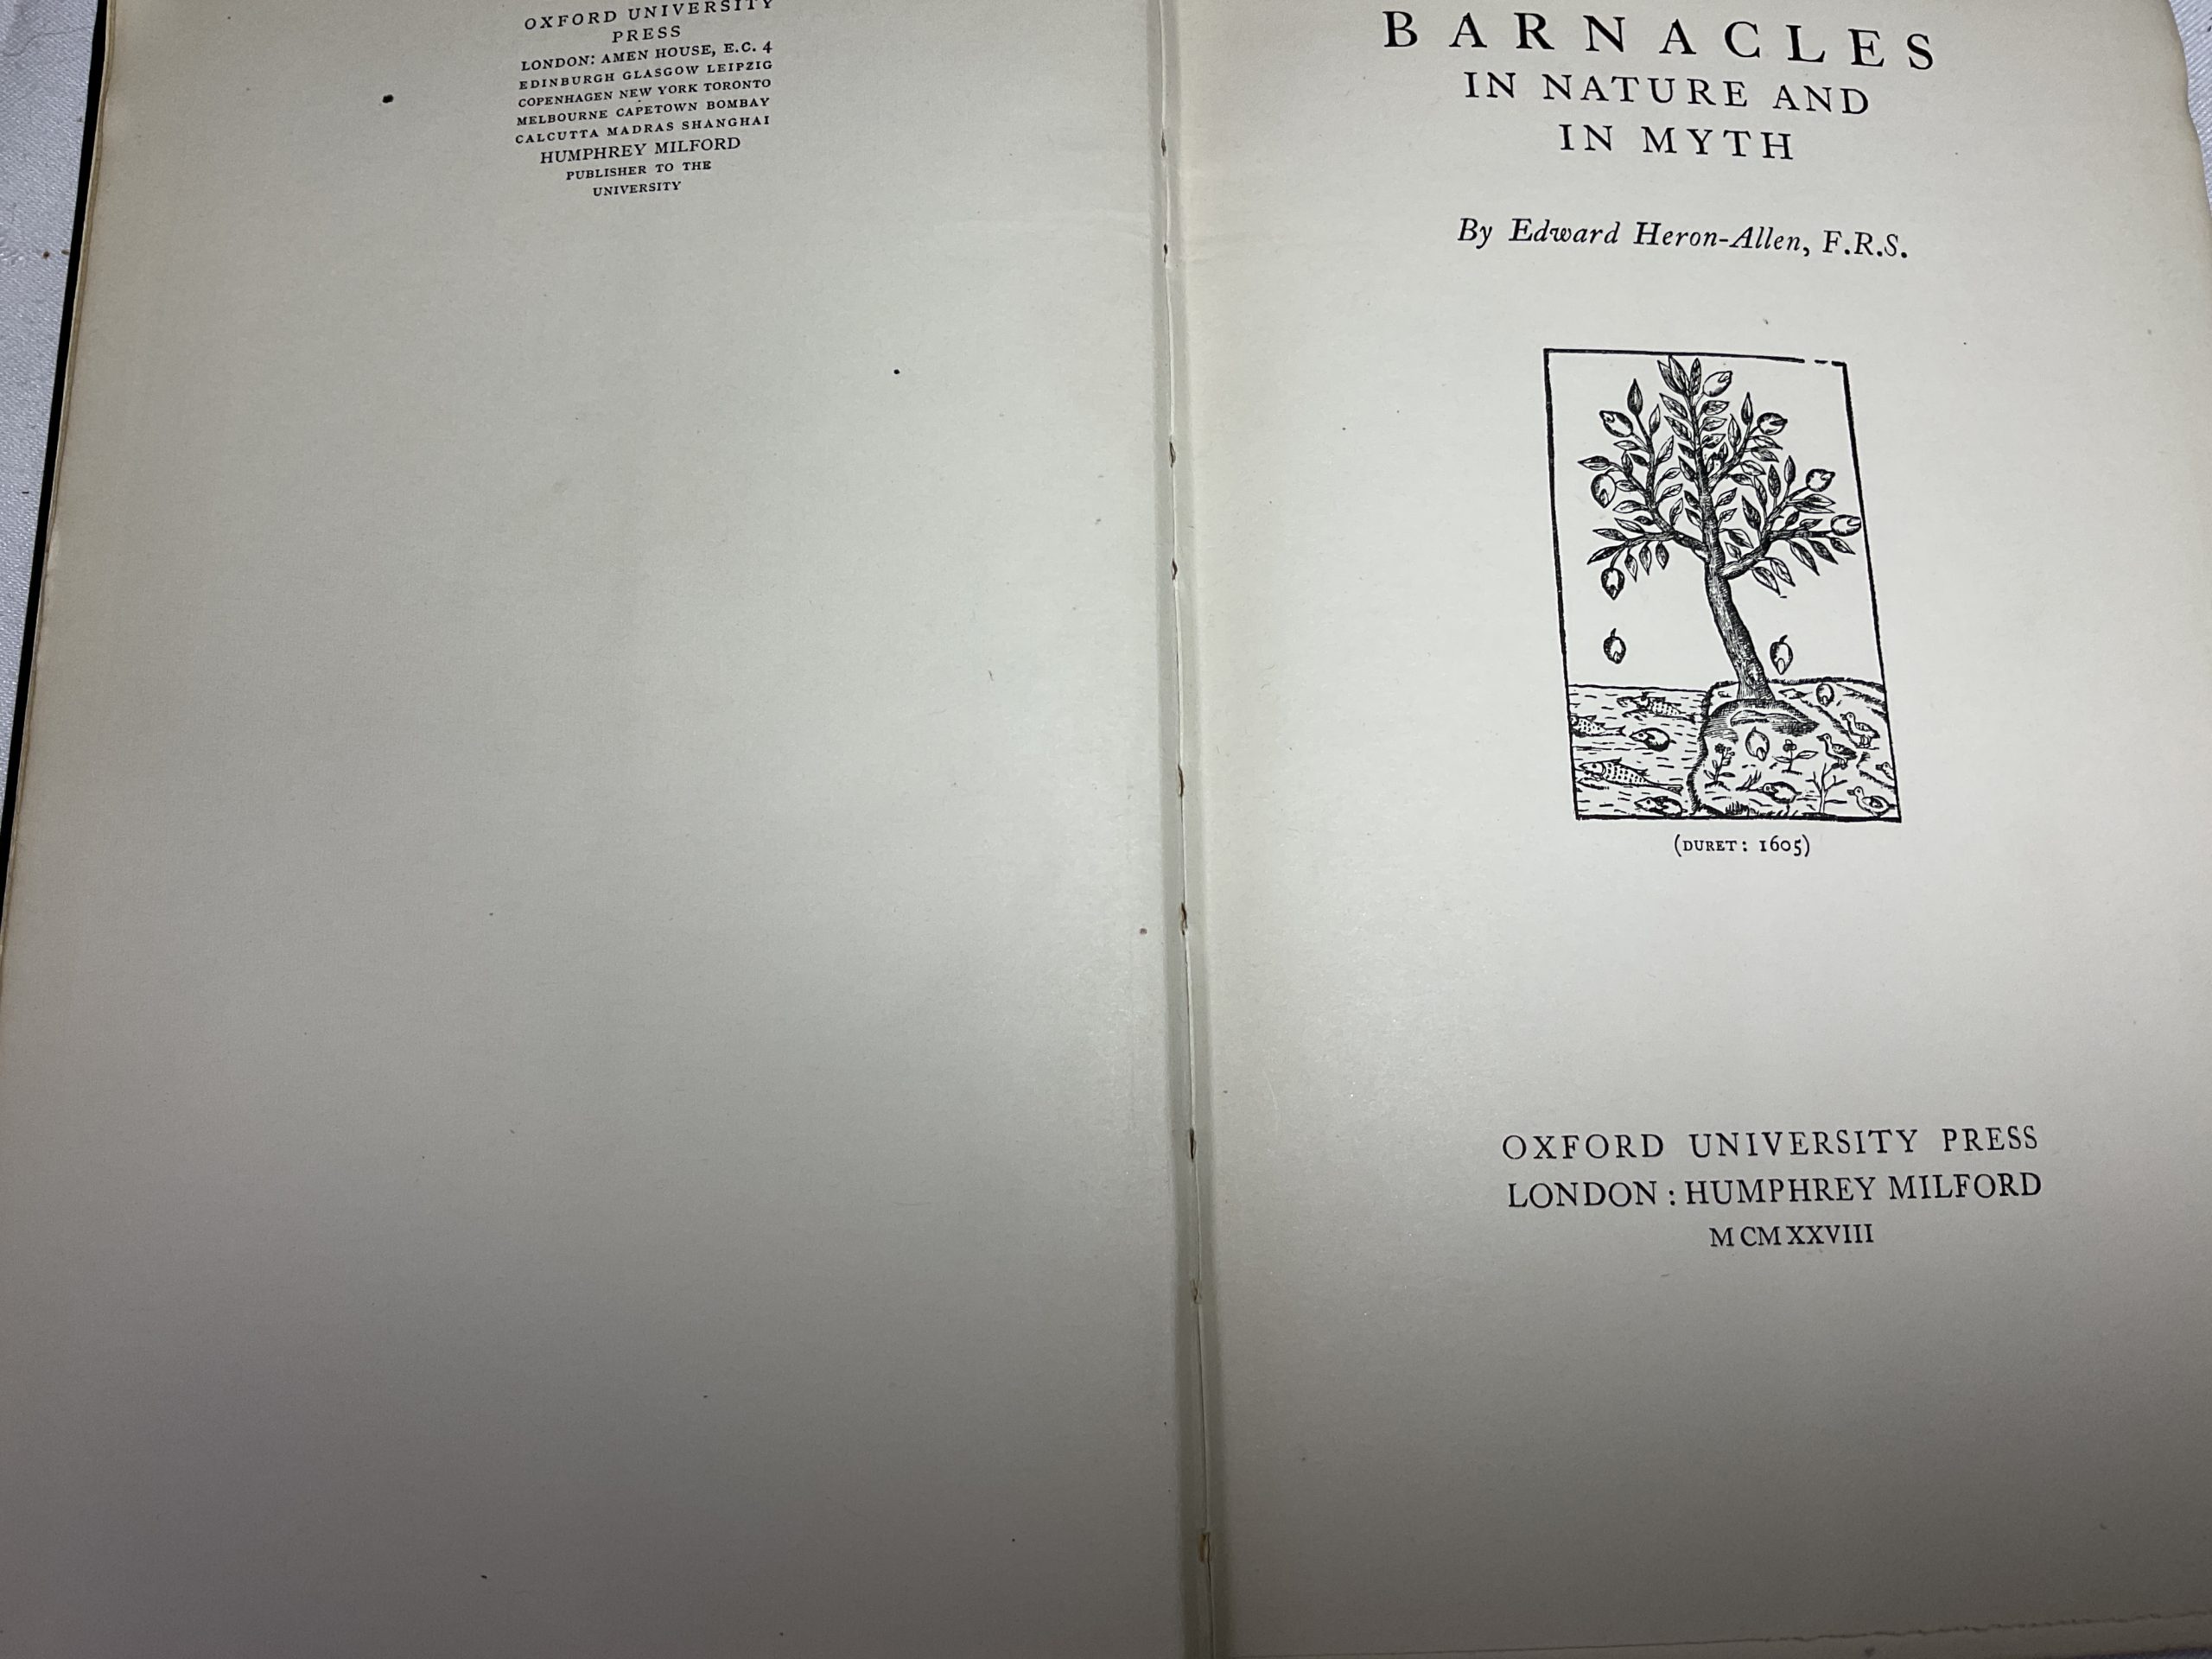 OXFORD UNIVERSITY
PRESS
LONDON: AMEN HOUSE, E.C. 4
EDINBURGH GLASGOW LEIPZIG
COPENHAGEN NEW YORK TORONTO
MELBOURNE CAPETOWN BOMBAY
CALCUTTA MADRAS SHANGHAI
HUMPHREY MILFORD
PUBLISHER TO THE
UNIVERSITY
BARNACLES
IN NATURE AND
IN MYTH
By Edward Heron-Allen, F.R.S.
(DURET: 1605)
OXFORD UNIVERSITY PRESS
LONDON: HUMPHREY MILFORD
MCMXXVIII